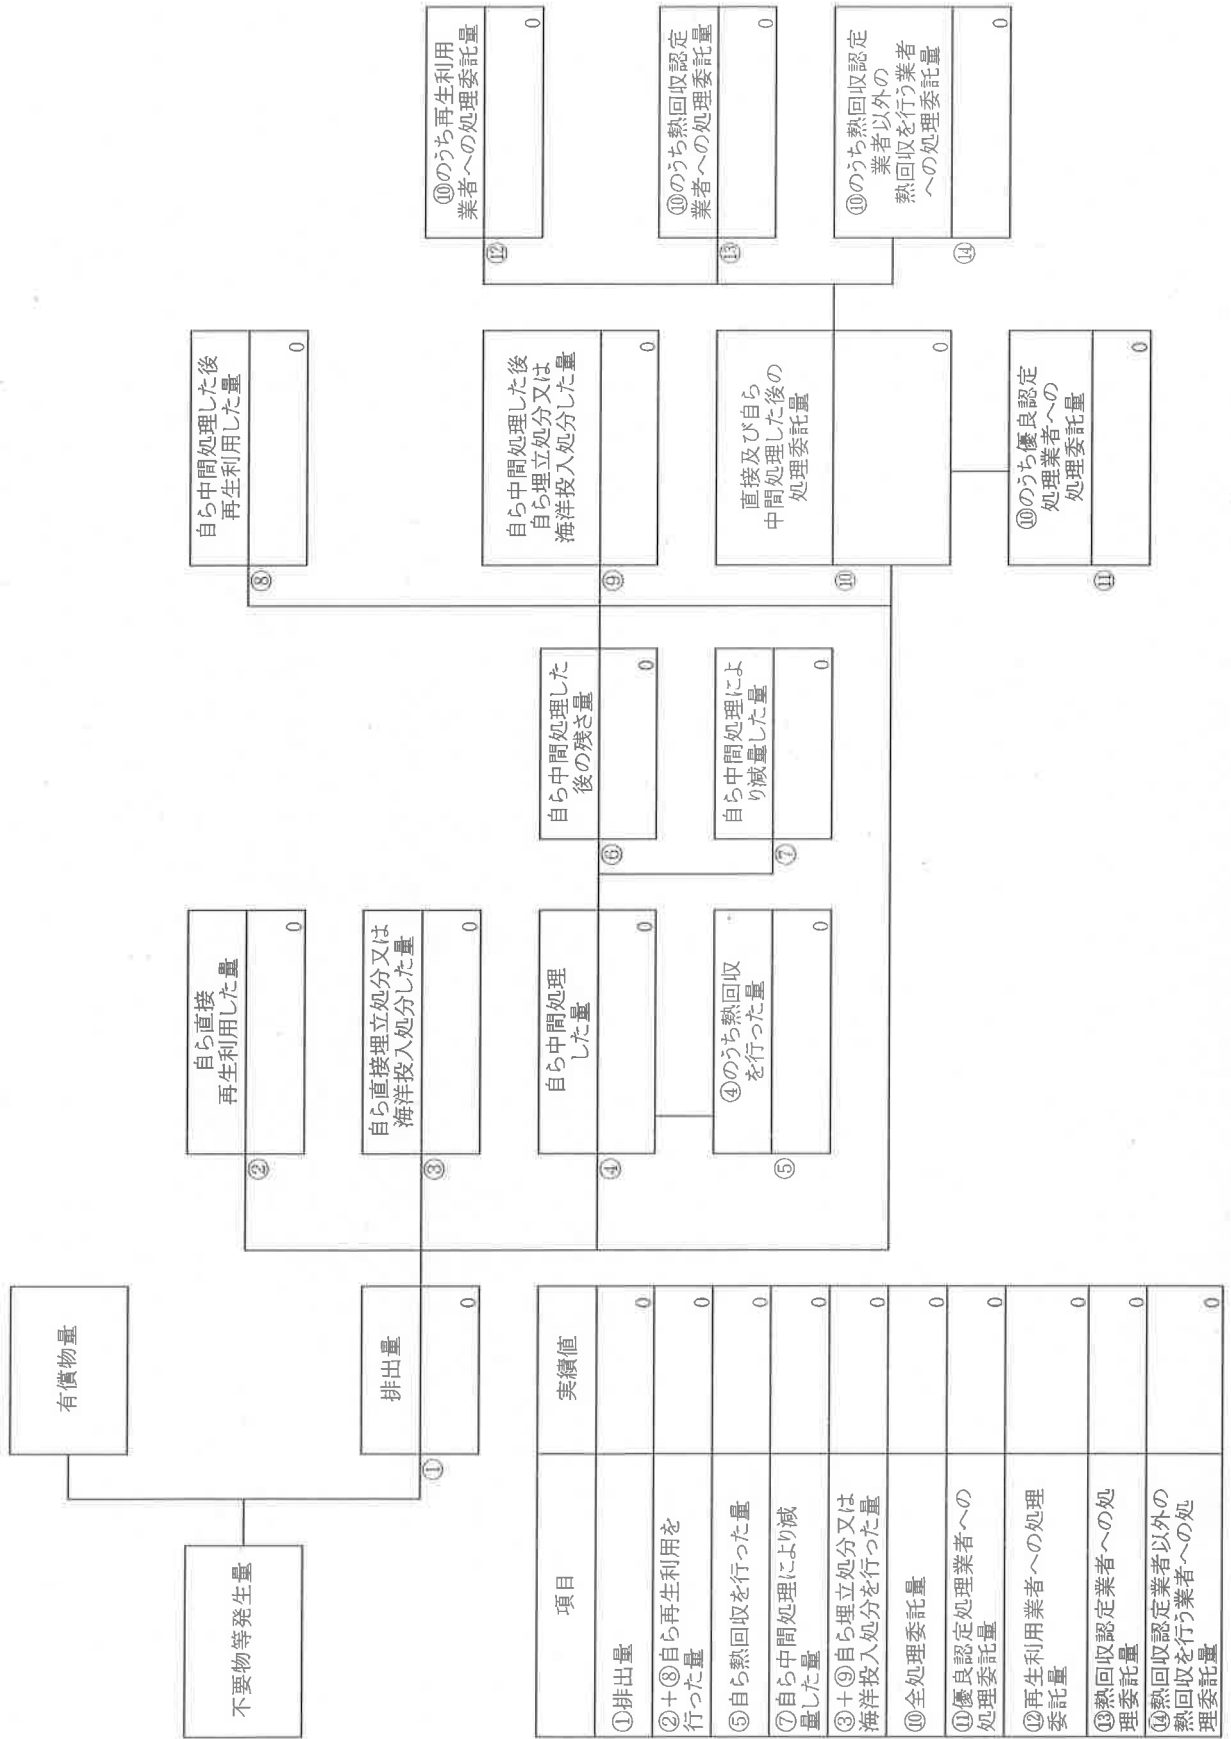 有償物量
不要物等発生量
①
排出量
0
②
自ら直接
再生利用した量
0
③
自ら直接埋立処分又は
海洋投入処分した量
0
④
自ら中間処理
した量
0
⑤
④のうち熱回収
を行った量
0
⑥
自ら中間処理した
後の残さ量
0
⑦
自ら中間処理によ
り減量した量
0
⑧
自ら中間処理した後
再生利用した量
0
⑨
自ら中間処理した後
自ら埋立処分又は
海洋投入処分した量
0
⑩
直接及び自ら
中間処理した後の
処理委託量
0
⑪
⑩のうち優良認定
処理業者への
処理委託量
0
⑫
⑩のうち再生利用
業者への処理委託量
0
⑬
⑩のうち熱回収認定
業者への処理委託量
0
⑭
⑩のうち熱回収認定
業者以外の
熱回収を行う業者
への処理委託量
0
項目 実績値
①排出量 0
②+⑧自ら再生利用を
行った量 0
⑤自ら熱回収を行った量 0
⑦自ら中間処理により減
量した量 0
③+⑨自ら埋立処分又は
海洋投入処分を行った量 0
⑩全処理委託量 0
⑪優良認定処理業者への
処理委託量 0
⑫再生利用業者への処理
委託量 0
⑬熱回収認定業者への処
理委託量 0
⑭熱回収認定業者以外の
熱回収を行う業者への処
理委託量 0